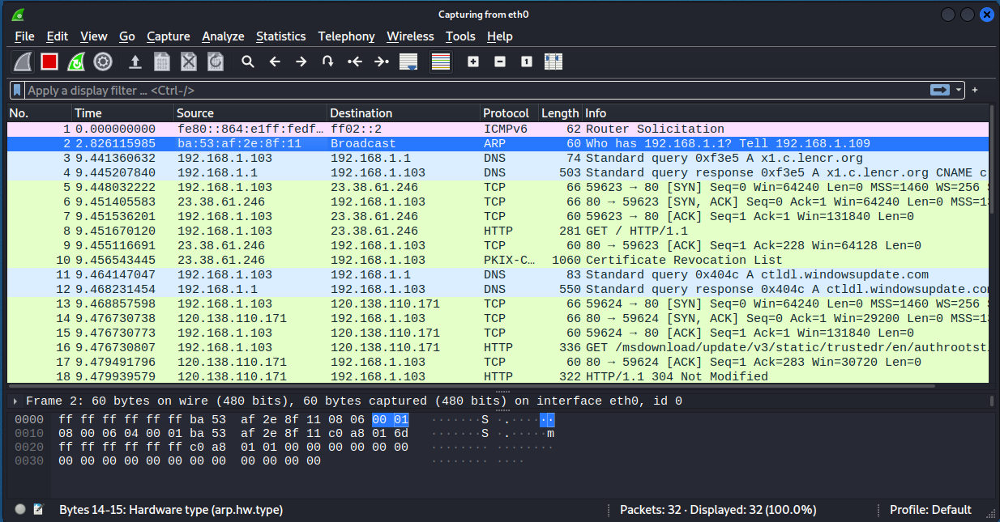 Capturing from eth0
File Edit View Go Capture Analyze Statistics Telephony Wireless Tools Help
Apply a display filter … <Ctrl-/>
No. Time Source Destination Protocol Length Info
1 0.000000000 fe80::864:e1ff:fedf… ff02::2 ICMPv6 62 Router Solicitation
2 2.826115985 ba:53:af:2e:8f:11 Broadcast ARP 60 Who has 192.168.1.1? Tell 192.168.1.109
3 9.441360632 192.168.1.103 192.168.1.1 DNS 74 Standard query 0xf3e5 A x1.c.lencr.org
4 9.445207840 192.168.1.1 192.168.1.103 DNS 503 Standard query response 0xf3e5 A x1.c.lencr.org CNAME c
5 9.448032222 192.168.1.103 23.38.61.246 TCP 66 59623 → 80 [SYN] Seq=0 Win=64240 Len=0 MSS=1460 WS=256
6 9.451405583 23.38.61.246 192.168.1.103 TCP 66 80 → 59623 [SYN, ACK] Seq=0 Ack=1 Win=64240 Len=0 MSS=1
7 9.451536201 192.168.1.103 23.38.61.246 TCP 60 59623 → 80 [ACK] Seq=1 Ack=1 Win=131840 Len=0
8 9.451670120 192.168.1.103 23.38.61.246 HTTP 281 GET / HTTP/1.1
9 9.455116691 23.38.61.246 192.168.1.103 TCP 60 80 → 59623 [ACK] Seq=1 Ack=228 Win=64128 Len=0
10 9.456543445 23.38.61.246 192.168.1.103 PKIX-C… 1060 Certificate Revocation List
11 9.464147047 192.168.1.103 192.168.1.1 DNS 83 Standard query 0x404c A ctldl.windowsupdate.com
12 9.468231454 192.168.1.1 192.168.1.103 DNS 550 Standard query response 0x404c A ctldl.windowsupdate.co
13 9.468857598 192.168.1.103 120.138.110.171 TCP 66 59624 → 80 [SYN] Seq=0 Win=64240 Len=0 MSS=1460 WS=256
14 9.476730738 120.138.110.171 192.168.1.103 TCP 66 80 → 59624 [SYN, ACK] Seq=0 Ack=1 Win=29200 Len=0 MSS=1
15 9.476730773 192.168.1.103 120.138.110.171 TCP 60 59624 → 80 [ACK] Seq=1 Ack=1 Win=131840 Len=0
16 9.476730807 192.168.1.103 120.138.110.171 HTTP 336 GET /msdownload/update/v3/static/trustedr/en/authrootst
17 9.479491796 120.138.110.171 192.168.1.103 TCP 60 80 → 59624 [ACK] Seq=1 Ack=283 Win=30720 Len=0
18 9.479939579 120.138.110.171 192.168.1.103 HTTP 322 HTTP/1.1 304 Not Modified
Frame 2: 60 bytes on wire (480 bits), 60 bytes captured (480 bits) on interface eth0, id 0
0000 ff ff ff ff ff ff ba 53 af 2e 8f 11 08 06 00 01 ·······S ·.······
0010 08 00 06 04 00 01 ba 53 af 2e 8f 11 c0 a8 01 6d ·······S ·.·····m
0020 ff ff ff ff ff ff c0 a8 01 01 00 00 00 00 00 00 ········ ········
0030 00 00 00 00 00 00 00 00 00 00 00 00 ········ ····
Bytes 14-15: Hardware type (arp.hw.type) Packets: 32 · Displayed: 32 (100.0%) Profile: Default